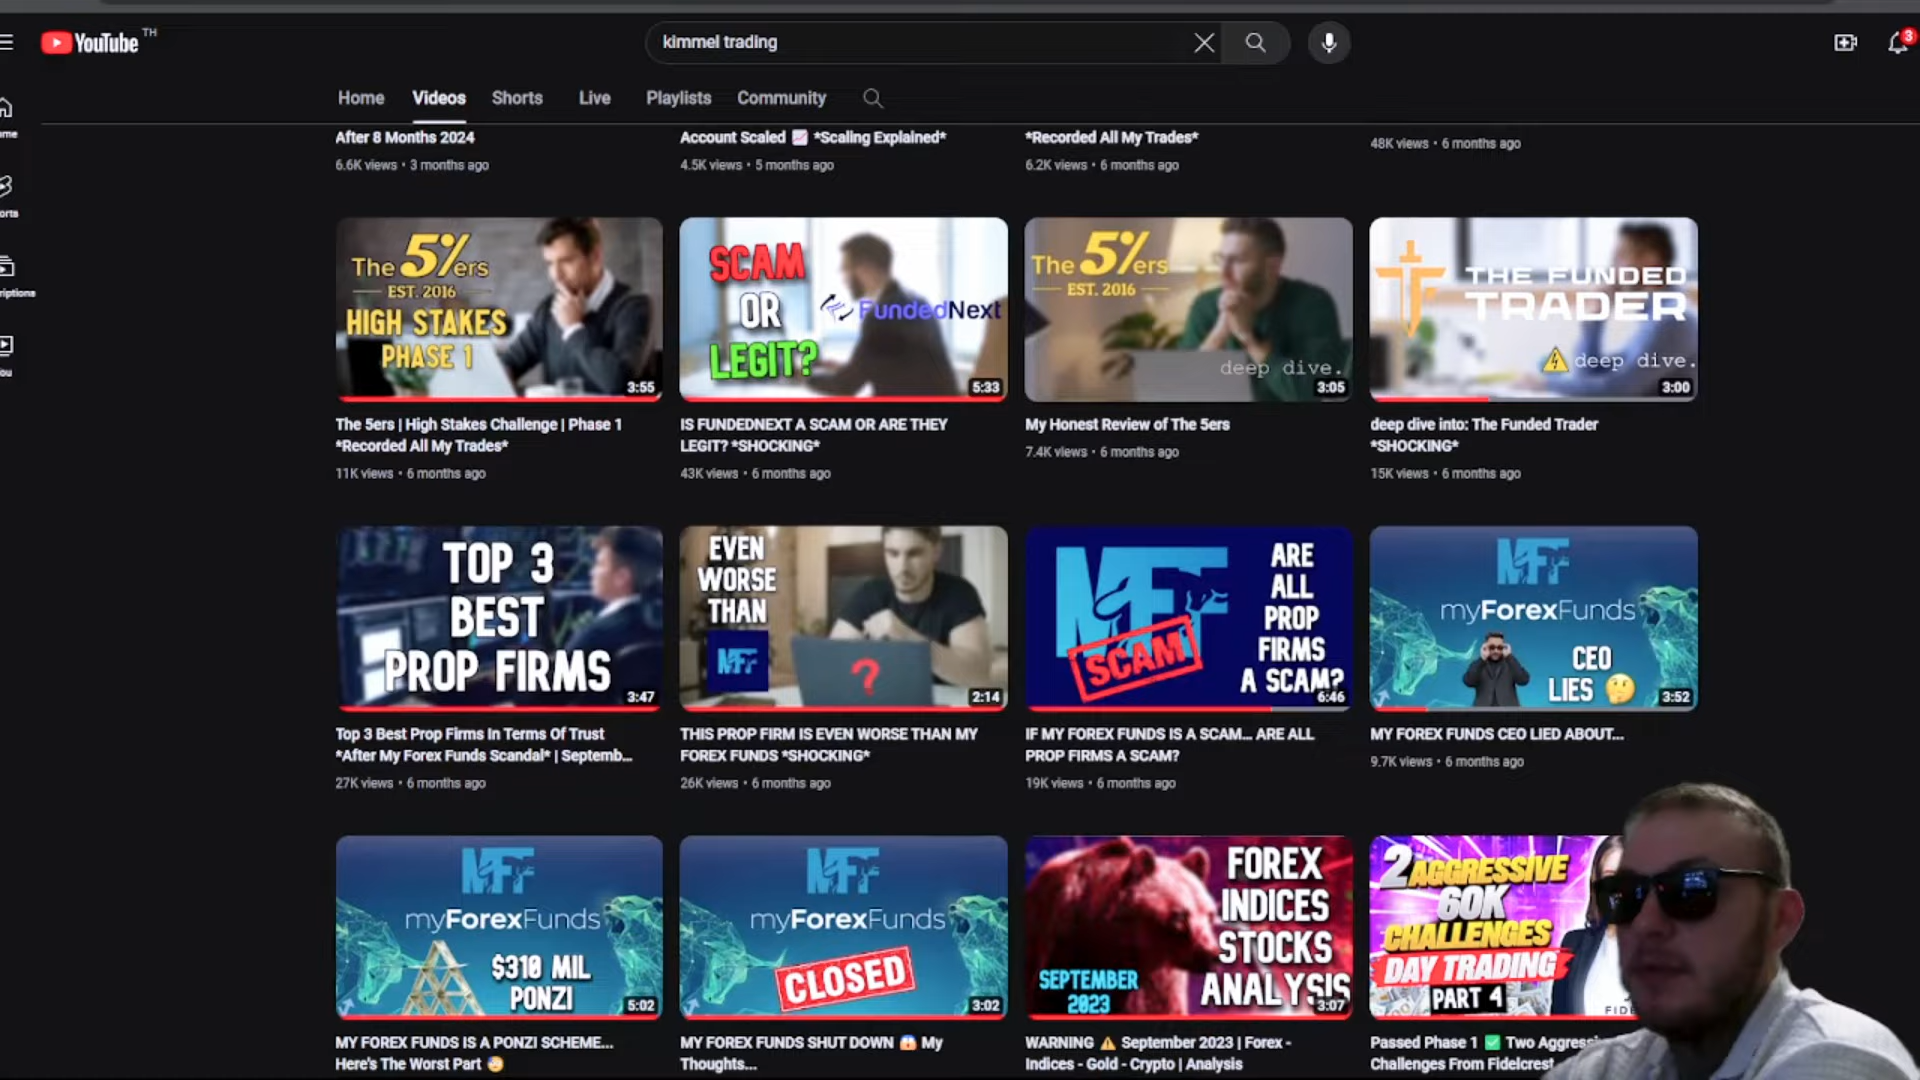 YouTube TH
kimmel trading
3
Home Videos Shorts Live Playlists Community
After 8 Months 2024
6.6K views • 3 months ago
Account Scaled 📈 *Scaling Explained*
4.5K views • 5 months ago
*Recorded All My Trades*
6.2K views • 6 months ago
48K views • 6 months ago
The 5%ers
EST. 2016
HIGH STAKES
PHASE 1
3:55
The 5ers | High Stakes Challenge | Phase 1
*Recorded All My Trades*
11K views • 6 months ago
SCAM
OR
LEGIT?
FundedNext
5:33
IS FUNDEDNEXT A SCAM OR ARE THEY
LEGIT? *SHOCKING*
43K views • 6 months ago
The 5%ers
EST. 2016
deep dive.
3:05
My Honest Review of The 5ers
7.4K views • 6 months ago
THE FUNDED
TRADER
⚠️ deep dive.
3:00
deep dive into: The Funded Trader
*SHOCKING*
15K views • 6 months ago
TOP 3
BEST
PROP FIRMS
3:47
Top 3 Best Prop Firms In Terms Of Trust
*After My Forex Funds Scandal* | Septemb...
27K views • 6 months ago
EVEN
WORSE
THAN
MFF
?
2:14
THIS PROP FIRM IS EVEN WORSE THAN MY
FOREX FUNDS *SHOCKING*
26K views • 6 months ago
MFF
SCAM
ARE
ALL
PROP
FIRMS
A SCAM?
6:46
IF MY FOREX FUNDS IS A SCAM... ARE ALL
PROP FIRMS A SCAM?
19K views • 6 months ago
MFF
myForexFunds
CEO
LIES 🤔
3:52
MY FOREX FUNDS CEO LIED ABOUT...
9.7K views • 6 months ago
MFF
myForexFunds
$310 MIL
PONZI
5:02
MY FOREX FUNDS IS A PONZI SCHEME...
Here's The Worst Part 🤯
MFF
myForexFunds
CLOSED
3:02
MY FOREX FUNDS SHUT DOWN 😱 My
Thoughts...
FOREX
INDICES
STOCKS
ANALYSIS
SEPTEMBER
2023
3:07
WARNING ⚠️ September 2023 | Forex -
Indices - Gold - Crypto | Analysis
2 AGGRESSIVE
60K
CHALLENGES
DAY TRADING
PART 4
Passed Phase 1 ✅ Two
Challenges From Fidelcrest